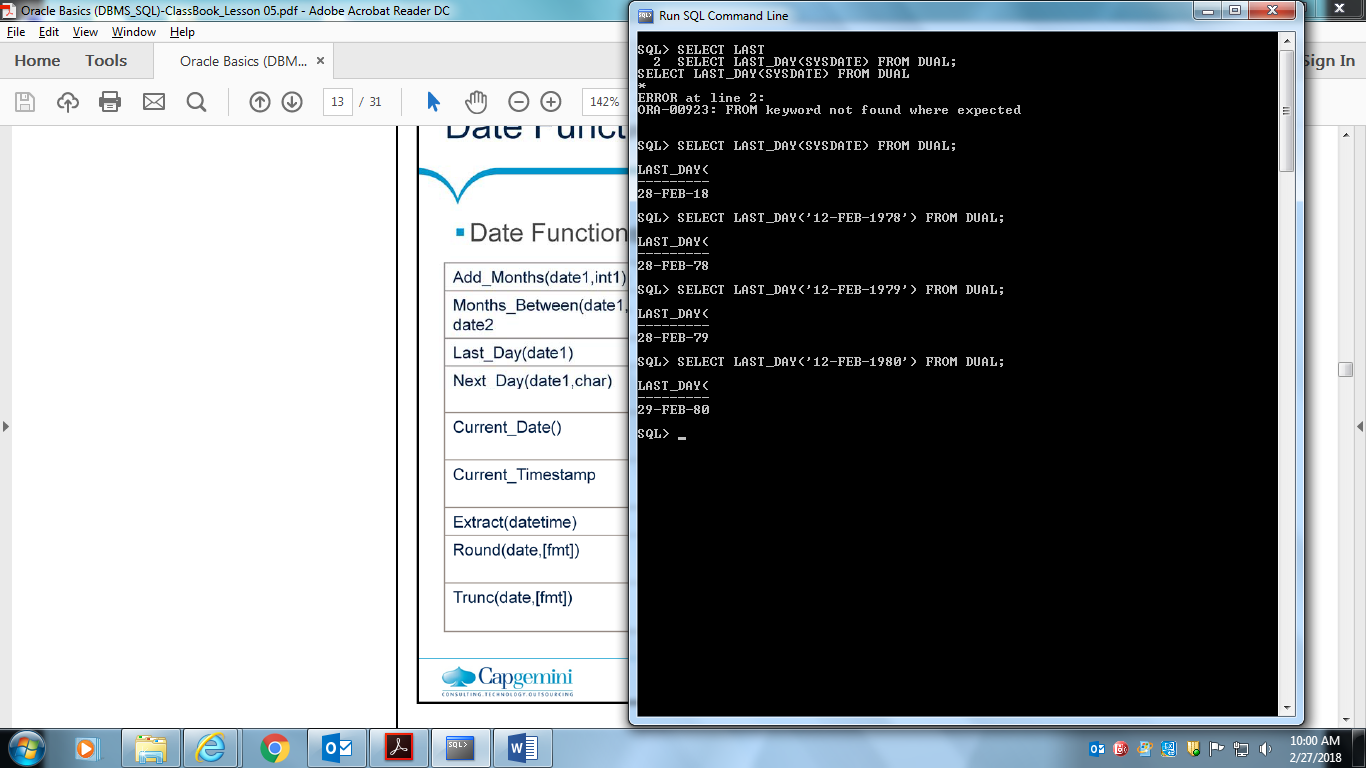 Oracle Basics (DBMS_SQL)-ClassBook_Lesson 05.pdf - Adobe Acrobat Reader DC
File Edit View Window Help
Home Tools Oracle Basics (DBM... × Sign In
13 / 31 142%
Date Funct
Date Function
Add_Months(date1,int1)
Months_Between(date1,
date2
Last_Day(date1)
Next_Day(date1,char)
Current_Date()
Current_Timestamp
Extract(datetime)
Round(date,[fmt])
Trunc(date,[fmt])
Capgemini
CONSULTING.TECHNOLOGY.OUTSOURCING
Run SQL Command Line
SQL> SELECT LAST
2 SELECT LAST_DAY(SYSDATE) FROM DUAL;
SELECT LAST_DAY(SYSDATE) FROM DUAL
*
ERROR at line 2:
ORA-00923: FROM keyword not found where expected
SQL> SELECT LAST_DAY(SYSDATE) FROM DUAL;
LAST_DAY(
---------
28-FEB-18
SQL> SELECT LAST_DAY('12-FEB-1978') FROM DUAL;
LAST_DAY(
---------
28-FEB-78
SQL> SELECT LAST_DAY('12-FEB-1979') FROM DUAL;
LAST_DAY(
---------
28-FEB-79
SQL> SELECT LAST_DAY('12-FEB-1980') FROM DUAL;
LAST_DAY(
---------
29-FEB-80
SQL> _
SQL>
10:00 AM
2/27/2018